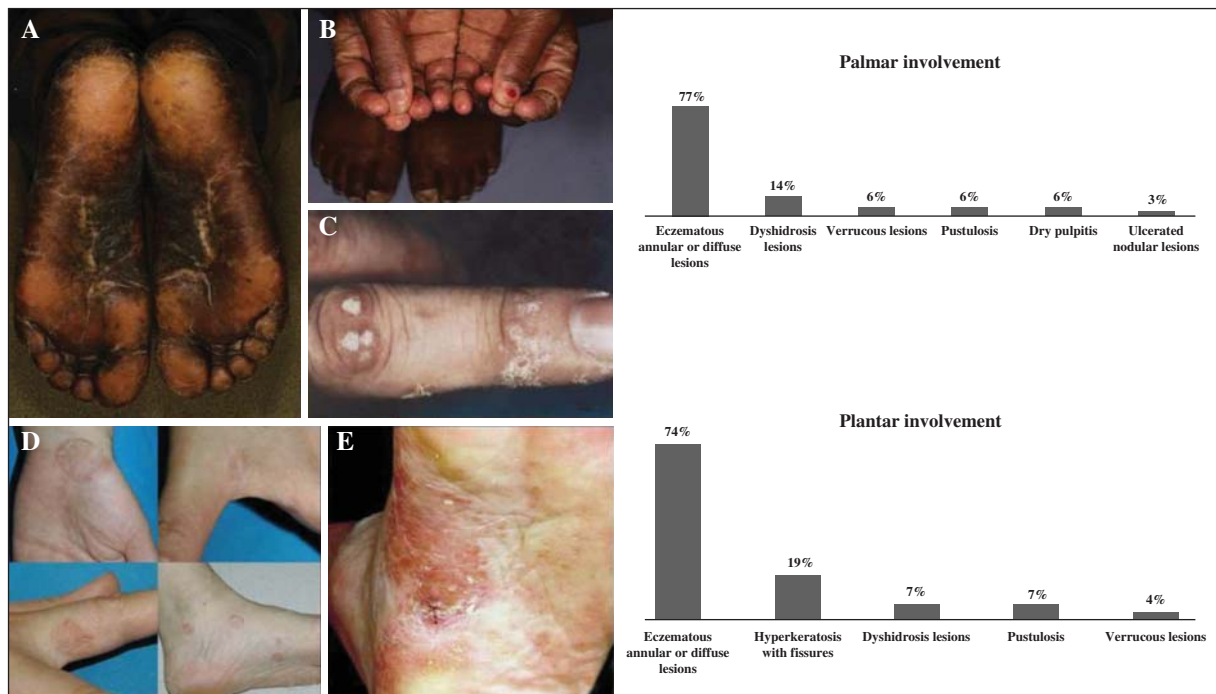 A
B
C
D
E
Palmar involvement
77%
14%
6%
6%
6%
3%
Eczematous
annular or diffuse
lesions
Dyshidrosis
lesions
Verrucous lesions
Pustulosis
Dry pulpitis
Ulcerated
nodular lesions
Plantar involvement
74%
19%
7%
7%
4%
Eczematous
annular or diffuse
lesions
Hyperkeratosis
with fissures
Dyshidrosis lesions
Pustulosis
Verrucous lesions